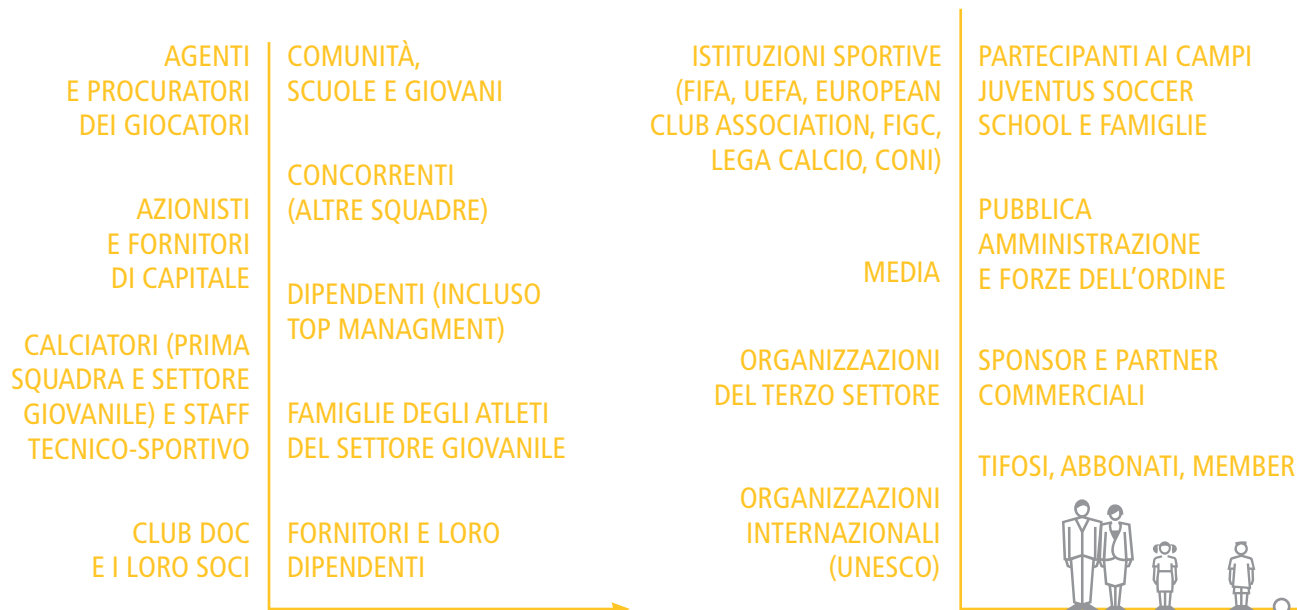 AGENTI
E PROCURATORI
DEI GIOCATORI
AZIONISTI
E FORNITORI
DI CAPITALE
CALCIATORI (PRIMA
SQUADRA E SETTORE
GIOVANILE) E STAFF
TECNICO-SPORTIVO
CLUB DOC
E I LORO SOCI
COMUNITÀ,
SCUOLE E GIOVANI
CONCORRENTI
(ALTRE SQUADRE)
DIPENDENTI (INCLUSO
TOP MANAGMENT)
FAMIGLIE DEGLI ATLETI
DEL SETTORE GIOVANILE
FORNITORI E LORO
DIPENDENTI
ISTITUZIONI SPORTIVE
(FIFA, UEFA, EUROPEAN
CLUB ASSOCIATION, FIGC,
LEGA CALCIO, CONI)
MEDIA
ORGANIZZAZIONI
DEL TERZO SETTORE
ORGANIZZAZIONI
INTERNAZIONALI
(UNESCO)
PARTECIPANTI AI CAMPI
JUVENTUS SOCCER
SCHOOL E FAMIGLIE
PUBBLICA
AMMINISTRAZIONE
E FORZE DELL’ORDINE
SPONSOR E PARTNER
COMMERCIALI
TIFOSI, ABBONATI, MEMBER